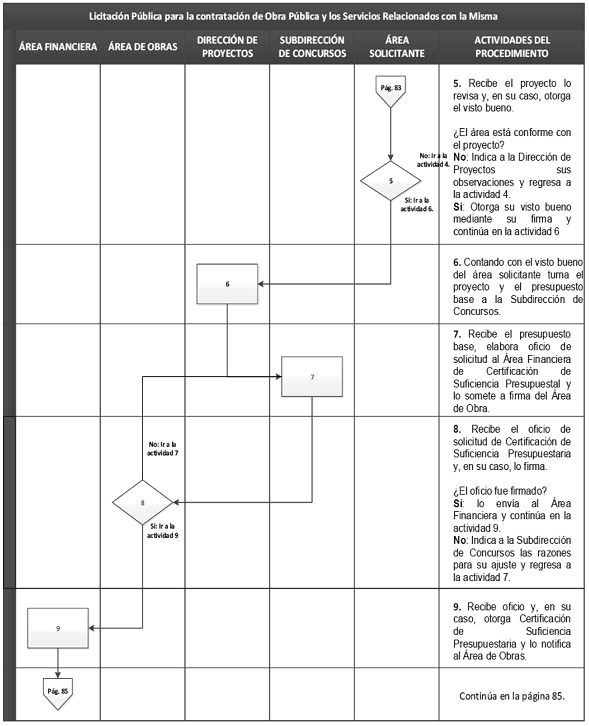 Licitación Pública para la contratación de Obra Pública y los Servicios Relacionados con la Misma
ÁREA FINANCIERA
ÁREA DE OBRAS
DIRECCIÓN DE
PROYECTOS
SUBDIRECCIÓN
DE CONCURSOS
ÁREA
SOLICITANTE
ACTIVIDADES DEL
PROCEDIMIENTO
Pág. 83
No: Ir a la
actividad 4.
5
Sí: Ir a la
actividad 6.
5. Recibe el proyecto lo
revisa y, en su caso, otorga
el visto bueno.
¿El área está conforme con
el proyecto?
No: Indica a la Dirección de
Proyectos sus
observaciones y regresa a
la actividad 4.
Sí: Otorga su visto bueno
mediante su firma y
continúa en la actividad 6
6
6. Contando con el visto bueno
del área solicitante turna el
proyecto y el presupuesto
base a la Subdirección de
Concursos.
7
7. Recibe el presupuesto
base, elabora oficio de
solicitud al Área Financiera
de Certificación de
Suficiencia Presupuestal y
lo somete a firma del Área
de Obra.
No: Ir a la
actividad 7
8
Sí: Ir a la
actividad 9
8. Recibe el oficio de
solicitud de Certificación de
Suficiencia Presupuestaria
y, en su caso, lo firma.
¿El oficio fue firmado?
Sí: lo envía al Área
Financiera y continúa en la
actividad 9.
No: Indica a la Subdirección
de Concursos las razones
para su ajuste y regresa a
la actividad 7.
9
9. Recibe oficio y, en su
caso, otorga Certificación
de Suficiencia
Presupuestaria y lo notifica
al Área de Obras.
Pág. 85
Continúa en la página 85.